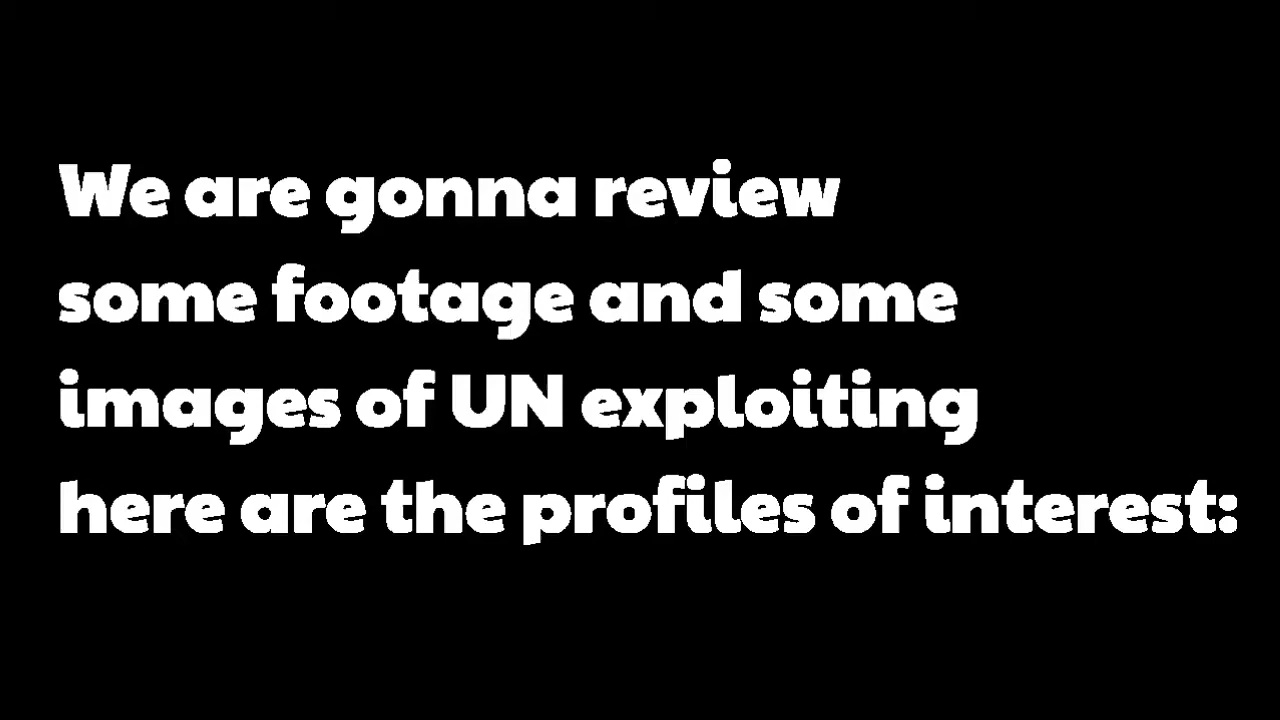 We are gonna review
some footage and some
images of UN exploiting
here are the profiles of interest: